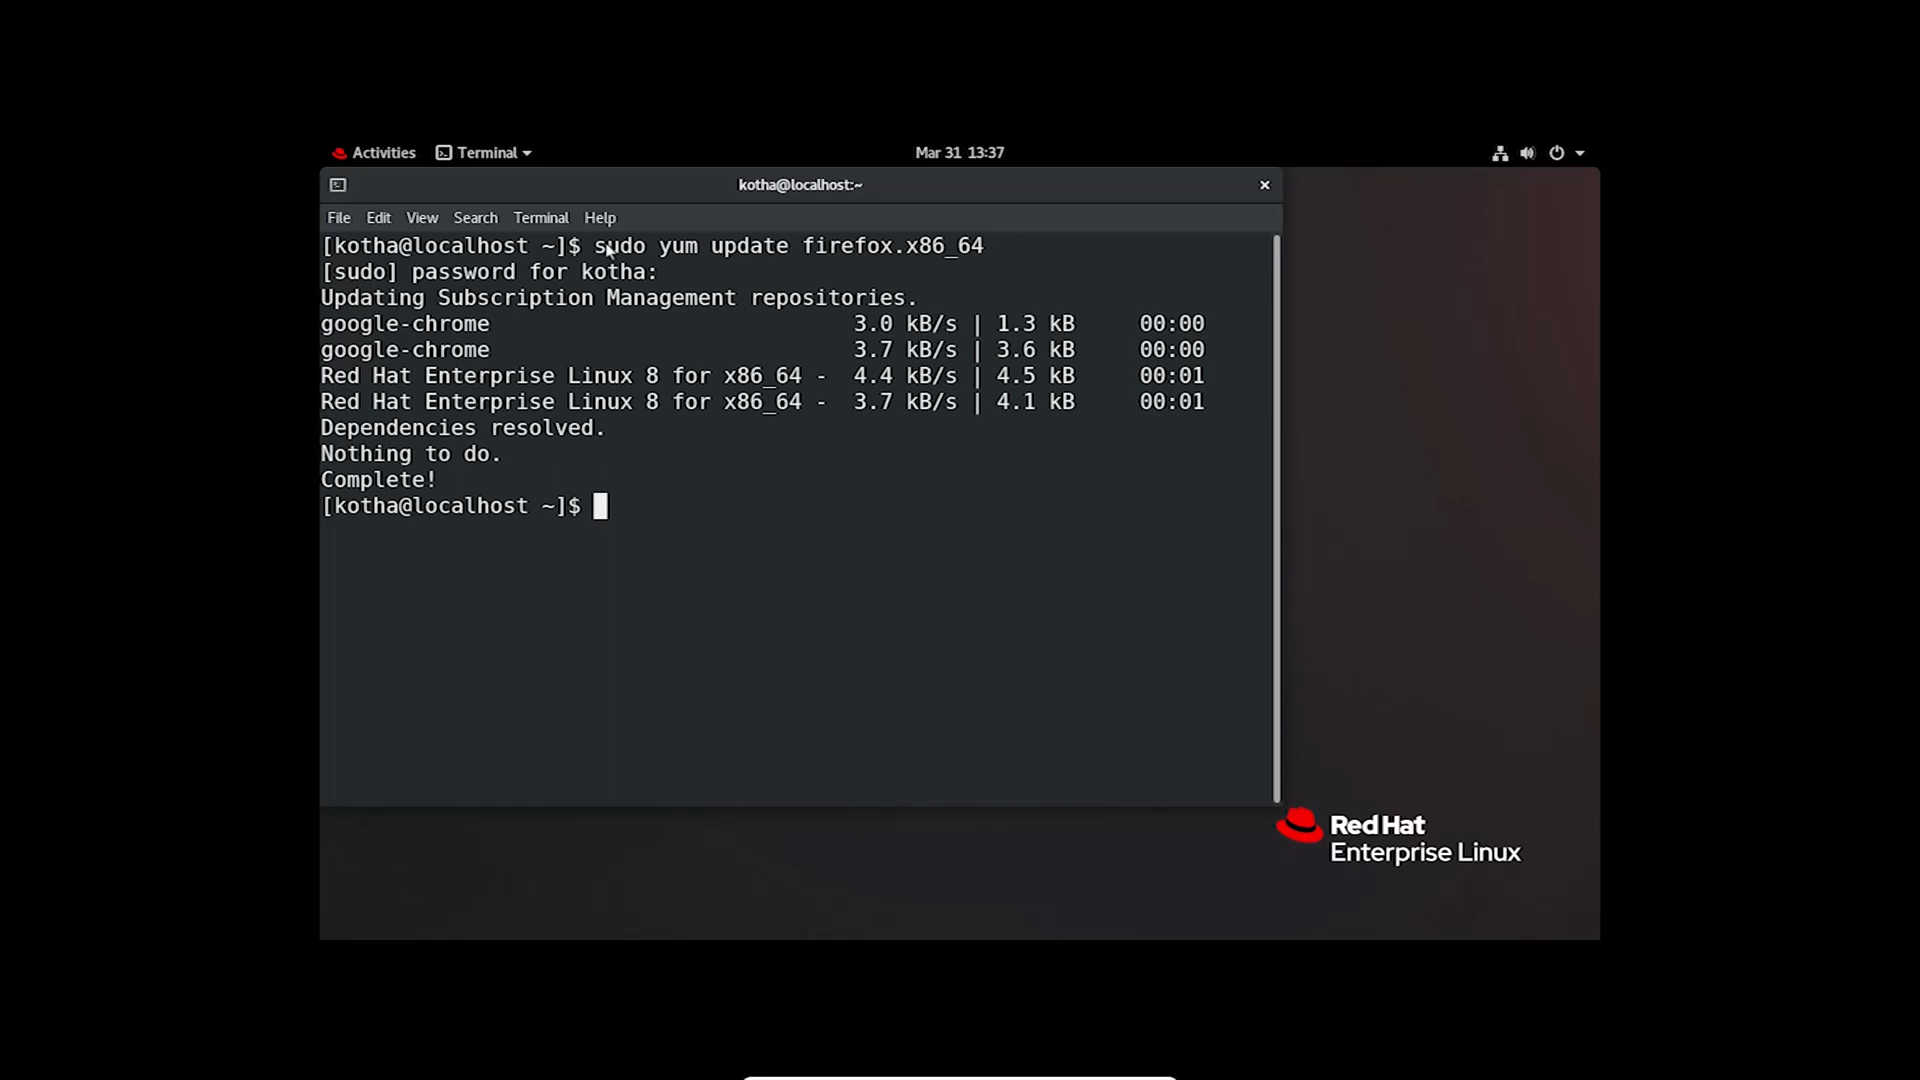 Activities Terminal Mar 31 13:37
kotha@localhost:~
File Edit View Search Terminal Help
[kotha@localhost ~]$ sudo yum update firefox.x86_64
[sudo] password for kotha:
Updating Subscription Management repositories.
google-chrome 3.0 kB/s | 1.3 kB 00:00
google-chrome 3.7 kB/s | 3.6 kB 00:00
Red Hat Enterprise Linux 8 for x86_64 - 4.4 kB/s | 4.5 kB 00:01
Red Hat Enterprise Linux 8 for x86_64 - 3.7 kB/s | 4.1 kB 00:01
Dependencies resolved.
Nothing to do.
Complete!
[kotha@localhost ~]$
Red Hat
Enterprise Linux